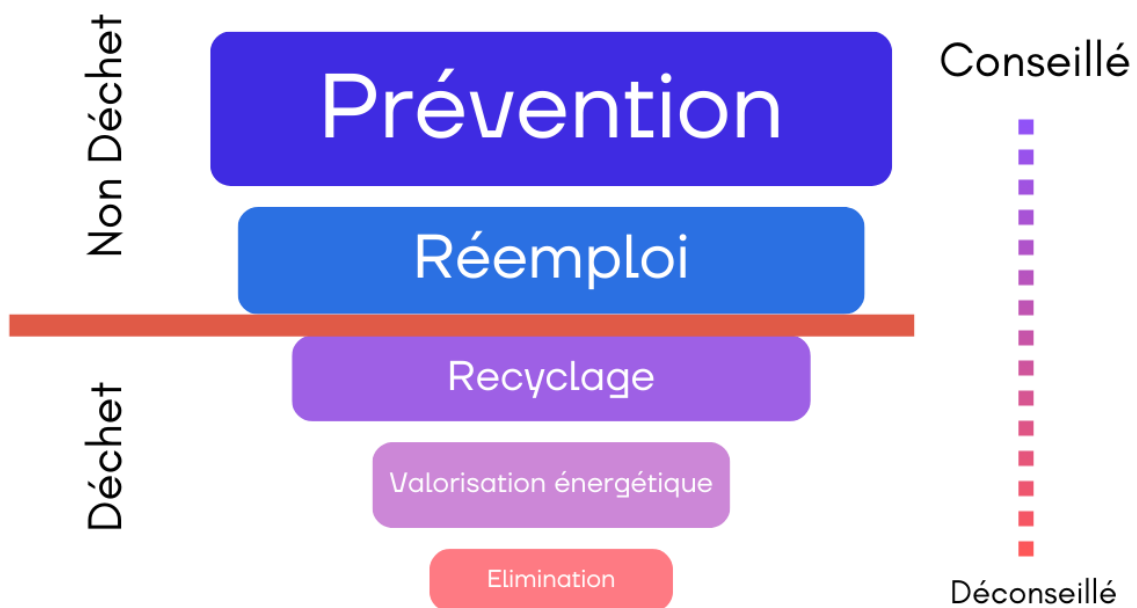 Non Déchet
Prévention
Conseillé
Réemploi
Déchet
Recyclage
Valorisation énergétique
Elimination
Déconseillé